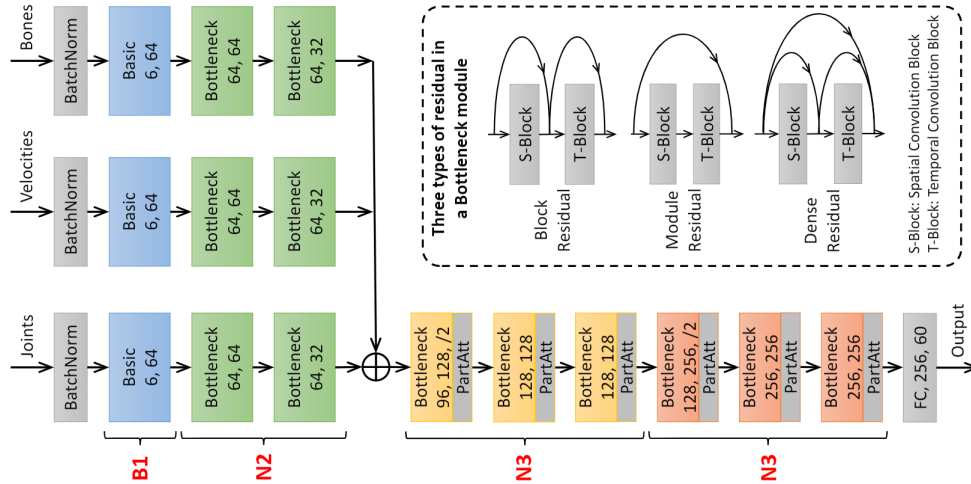 Bones
BatchNorm
Basic
6, 64
Bottleneck
64, 64
Bottleneck
64, 32
Velocities
BatchNorm
Basic
6, 64
Bottleneck
64, 64
Bottleneck
64, 32
Joints
BatchNorm
Basic
6, 64
Bottleneck
64, 64
Bottleneck
64, 32
Bottleneck
96, 128, /2
PartAtt
Bottleneck
128, 128
PartAtt
Bottleneck
128, 128
PartAtt
Bottleneck
128, 256, /2
PartAtt
Bottleneck
256, 256
PartAtt
Bottleneck
256, 256
PartAtt
FC, 256, 60
Output
B1
N2
N3
N3
Three types of residual in
a Bottleneck module
S-Block
T-Block
Block
Residual
S-Block
T-Block
Module
Residual
S-Block
T-Block
Dense
Residual
S-Block: Spatial Convolution Block
T-Block: Temporal Convolution Block